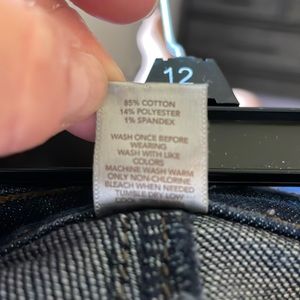 12
85% COTTON
14% POLYESTER
1% SPANDEX
WASH ONCE BEFORE
WEARING
WASH WITH LIKE
COLORS
MACHINE WASH WARM
ONLY NON-CHLORINE
BLEACH WHEN NEEDED
TUMBLE DRY LOW